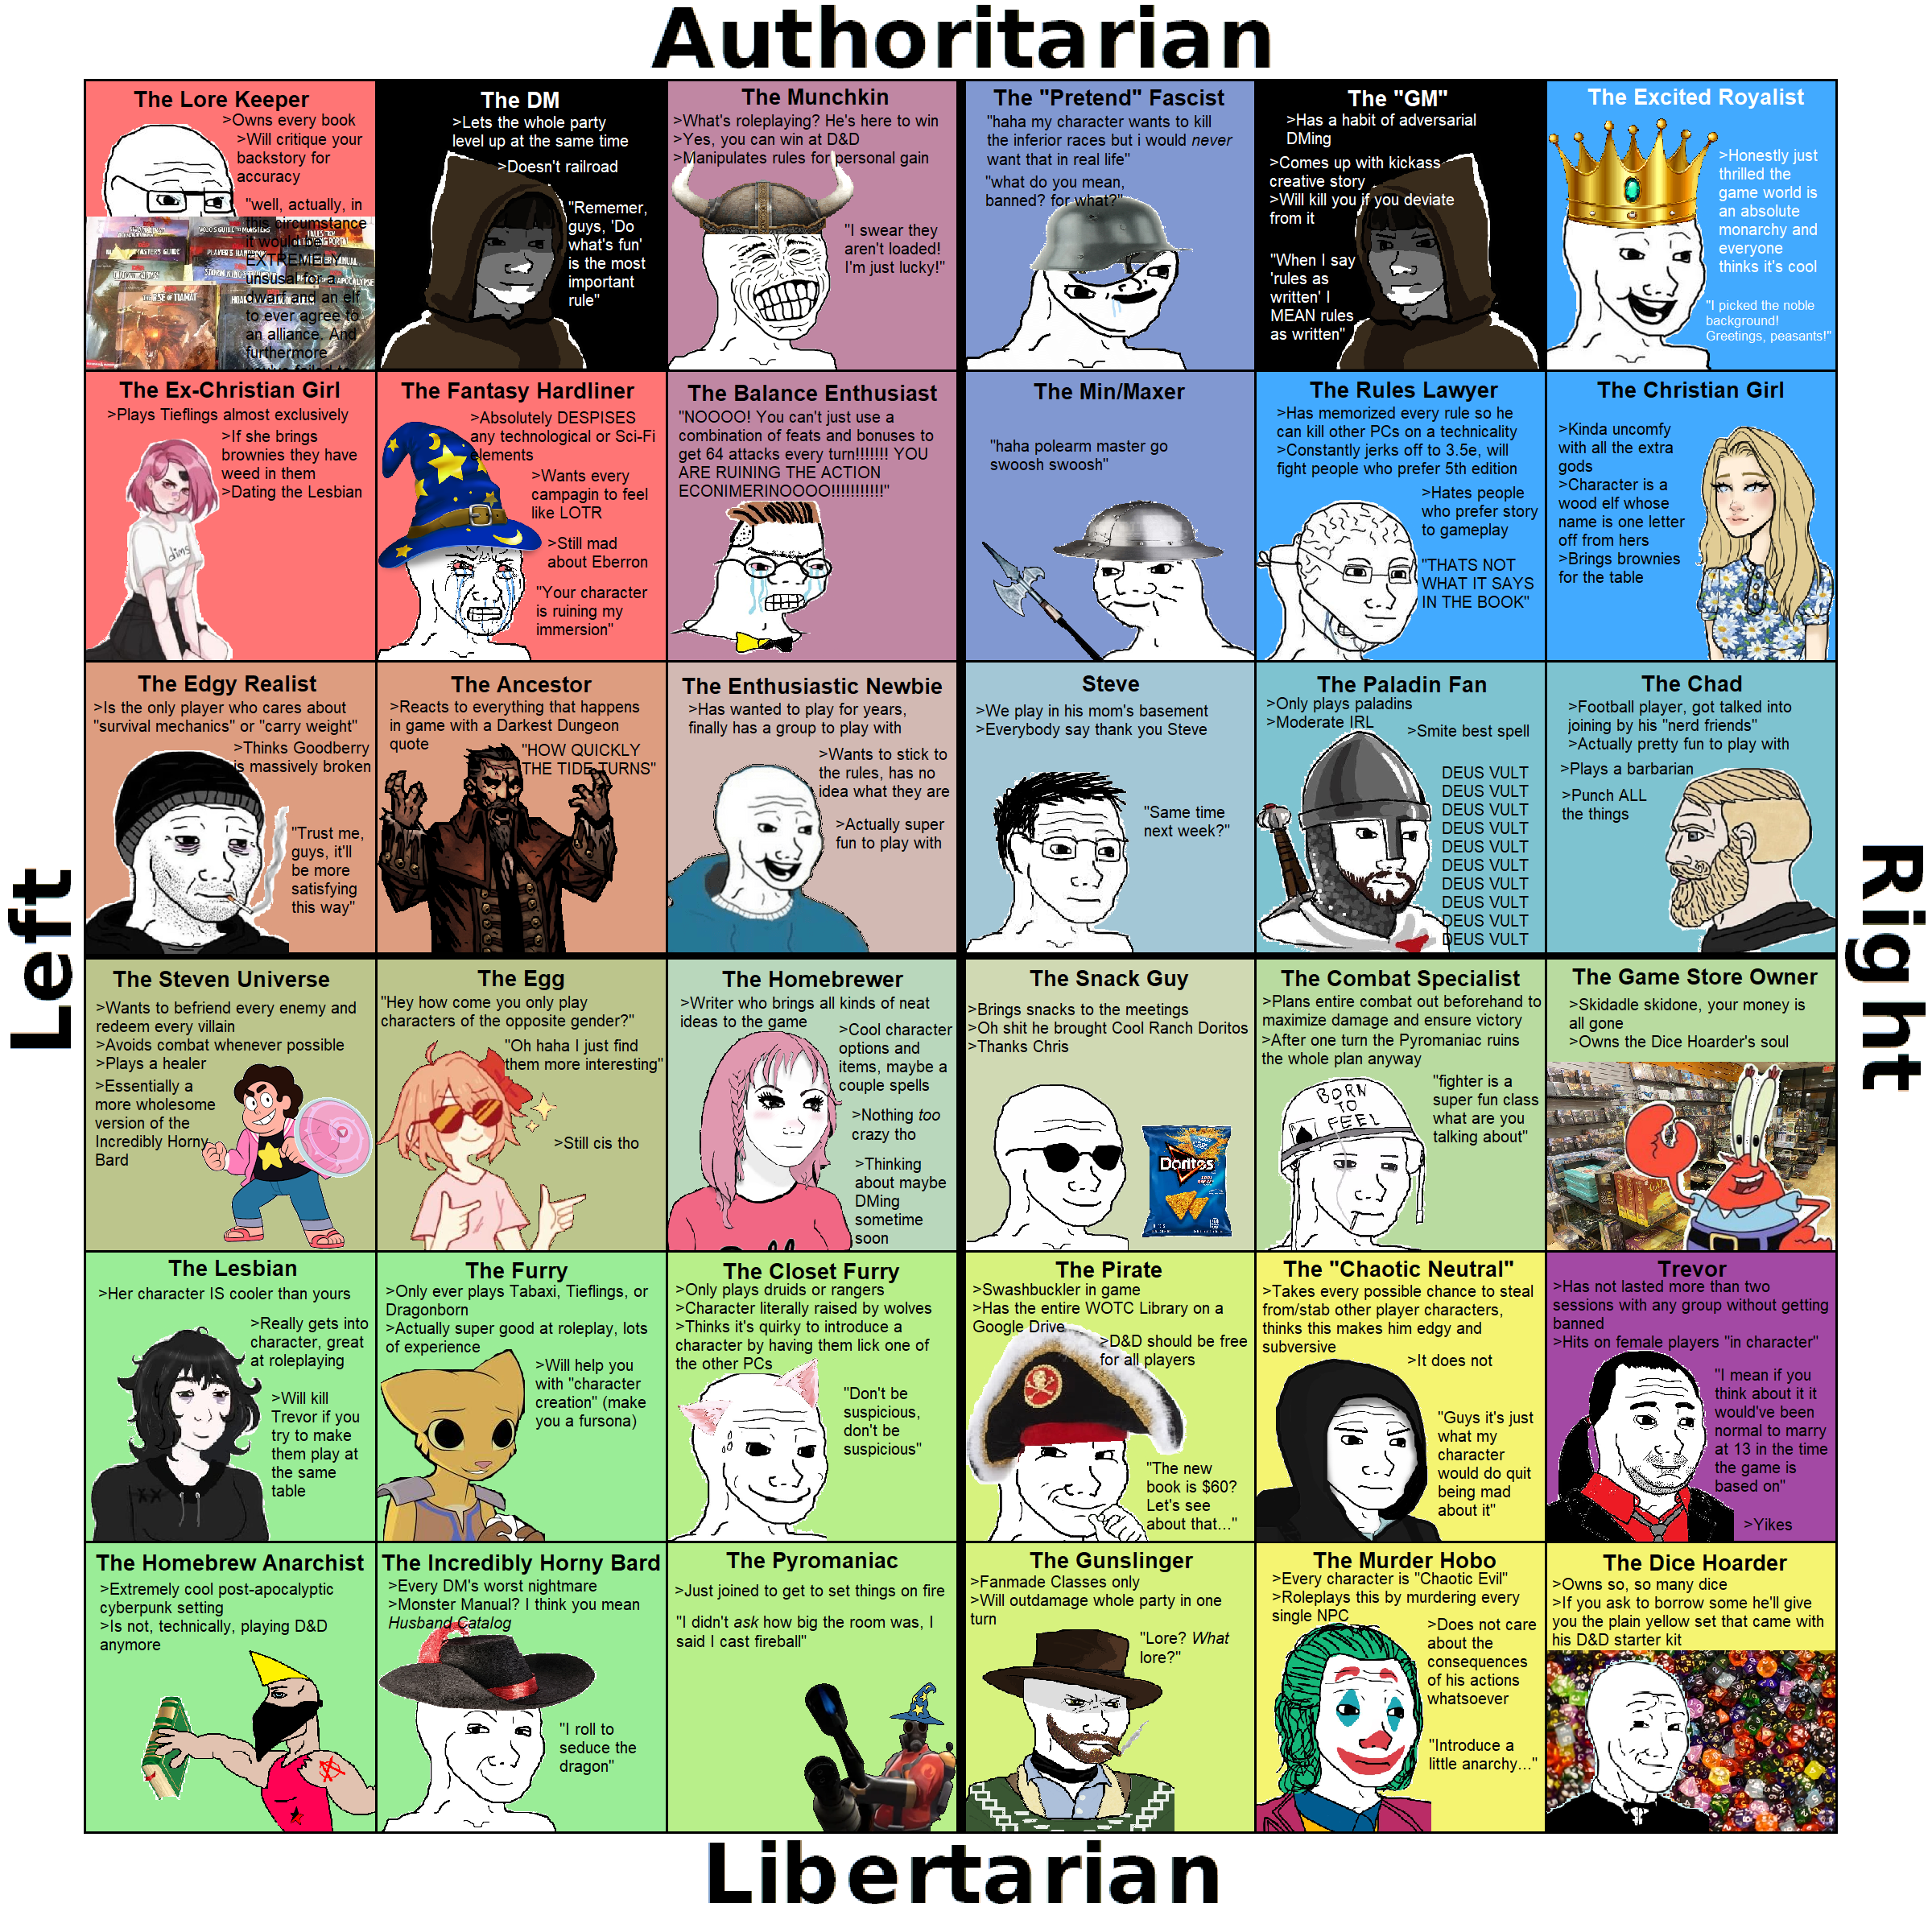 Authoritarian
Left
Right
The Lore Keeper
>Owns every book
>Will critique your
backstory for
accuracy
"well, actually, in
this circumstance
it would be
EXTREMELY
unsusal for a
dwarf and an elf
to ever agree to
an alliance. And
furthermore
The DM
>Lets the whole party
level up at the same time
>Doesn't railroad
"Rememer,
guys, 'Do
what's fun'
is the most
important
rule"
The Munchkin
>What's roleplaying? He's here to win
>Yes, you can win at D&D
>Manipulates rules for personal gain
"I swear they
aren't loaded!
I'm just lucky!"
The "Pretend" Fascist
"haha my character wants to kill
the inferior races but i would never
want that in real life"
"what do you mean,
banned? for what?"
The "GM"
>Has a habit of adversarial
DMing
>Comes up with kickass
creative story
>Will kill you if you deviate
from it
"When I say
'rules as
written' I
MEAN rules
as written"
The Excited Royalist
>Honestly just
thrilled the
game world is
an absolute
monarchy and
everyone
thinks it's cool
"I picked the noble
background!
Greetings, peasants!"
The Ex-Christian Girl
>Plays Tieflings almost exclusively
>If she brings
brownies they have
weed in them
>Dating the Lesbian
dims
The Fantasy Hardliner
>Absolutely DESPISES
any technological or Sci-Fi
elements
>Wants every
campagin to feel
like LOTR
>Still mad
about Eberron
"Your character
is ruining my
immersion"
The Balance Enthusiast
"NOOOO! You can't just use a
combination of feats and bonuses to
get 64 attacks every turn!!!!!!! YOU
ARE RUINING THE ACTION
ECONIMERINOOOO!!!!!!!!!!!"
The Min/Maxer
"haha polearm master go
swoosh swoosh"
The Rules Lawyer
>Has memorized every rule so he
can kill other PCs on a technicality
>Constantly jerks off to 3.5e, will
fight people who prefer 5th edition
>Hates people
who prefer story
to gameplay
"THATS NOT
WHAT IT SAYS
IN THE BOOK"
The Christian Girl
>Kinda uncomfy
with all the extra
gods
>Character is a
wood elf whose
name is one letter
off from hers
>Brings brownies
for the table
The Edgy Realist
>Is the only player who cares about
"survival mechanics" or "carry weight"
>Thinks Goodberry
is massively broken
"Trust me,
guys, it'll
be more
satisfying
this way"
The Ancestor
>Reacts to everything that happens
in game with a Darkest Dungeon
quote
"HOW QUICKLY
THE TIDE TURNS"
The Enthusiastic Newbie
>Has wanted to play for years,
finally has a group to play with
>Wants to stick to
the rules, has no
idea what they are
>Actually super
fun to play with
Steve
>We play in his mom's basement
>Everybody say thank you Steve
"Same time
next week?"
The Paladin Fan
>Only plays paladins
>Moderate IRL
>Smite best spell
DEUS VULT
DEUS VULT
DEUS VULT
DEUS VULT
DEUS VULT
DEUS VULT
DEUS VULT
DEUS VULT
DEUS VULT
DEUS VULT
The Chad
>Football player, got talked into
joining by his "nerd friends"
>Actually pretty fun to play with
>Plays a barbarian
>Punch ALL
the things
The Steven Universe
>Wants to befriend every enemy and
redeem every villain
>Avoids combat whenever possible
>Plays a healer
>Essentially a
more wholesome
version of the
Incredibly Horny
Bard
The Egg
"Hey how come you only play
characters of the opposite gender?"
"Oh haha I just find
them more interesting"
>Still cis tho
The Homebrewer
>Writer who brings all kinds of neat
ideas to the game
>Cool character
options and
items, maybe a
couple spells
>Nothing too
crazy tho
>Thinking
about maybe
DMing
sometime
soon
The Snack Guy
>Brings snacks to the meetings
>Oh shit he brought Cool Ranch Doritos
>Thanks Chris
Doritos
The Combat Specialist
>Plans entire combat out beforehand to
maximize damage and ensure victory
>After one turn the Pyromaniac ruins
the whole plan anyway
BORN
TO
FEEL
"fighter is a
super fun class
what are you
talking about"
The Game Store Owner
>Skidadle skidone, your money is
all gone
>Owns the Dice Hoarder's soul
The Lesbian
>Her character IS cooler than yours
>Really gets into
character, great
at roleplaying
>Will kill
Trevor if you
try to make
them play at
the same
table
The Furry
>Only ever plays Tabaxi, Tieflings, or
Dragonborn
>Actually super good at roleplay, lots
of experience
>Will help you
with "character
creation" (make
you a fursona)
The Closet Furry
>Only plays druids or rangers
>Character literally raised by wolves
>Thinks it's quirky to introduce a
character by having them lick one of
the other PCs
"Don't be
suspicious,
don't be
suspicious"
The Pirate
>Swashbuckler in game
>Has the entire WOTC Library on a
Google Drive
>D&D should be free
for all players
"The new
book is $60?
Let's see
about that..."
The "Chaotic Neutral"
>Takes every possible chance to steal
from/stab other player characters,
thinks this makes him edgy and
subversive
>It does not
"Guys it's just
what my
character
would do quit
being mad
about it"
Trevor
>Has not lasted more than two
sessions with any group without getting
banned
>Hits on female players "in character"
"I mean if you
think about it it
would've been
normal to marry
at 13 in the time
the game is
based on"
>Yikes
The Homebrew Anarchist
>Extremely cool post-apocalyptic
cyberpunk setting
>Is not, technically, playing D&D
anymore
The Incredibly Horny Bard
>Every DM's worst nightmare
>Monster Manual? I think you mean
Husband Catalog
"I roll to
seduce the
dragon"
The Pyromaniac
>Just joined to get to set things on fire
"I didn't ask how big the room was, I
said I cast fireball"
The Gunslinger
>Fanmade Classes only
>Will outdamage whole party in one
turn
"Lore? What
lore?"
The Murder Hobo
>Every character is "Chaotic Evil"
>Roleplays this by murdering every
single NPC
>Does not care
about the
consequences
of his actions
whatsoever
"Introduce a
little anarchy..."
The Dice Hoarder
>Owns so, so many dice
>If you ask to borrow some he'll give
you the plain yellow set that came with
his D&D starter kit
Libertarian